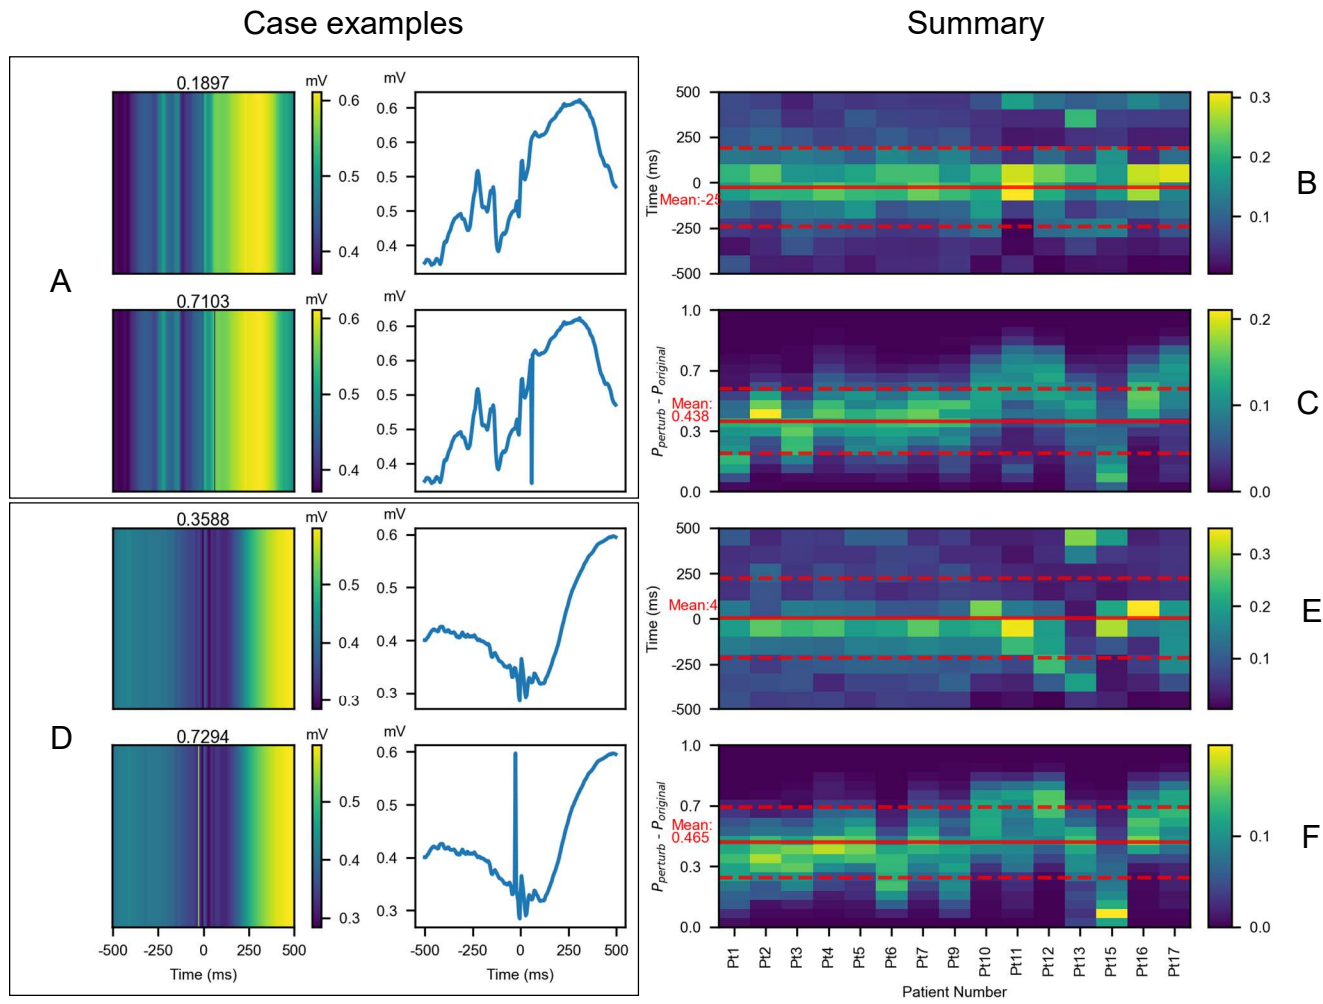 Case examples
Summary
A
0.1897
mV
0.6
0.5
0.4
mV
0.6
0.6
0.5
0.5
0.4
0.7103
mV
0.6
0.5
0.4
mV
0.6
0.6
0.5
0.5
0.4
D
0.3588
mV
0.5
0.4
0.3
mV
0.6
0.5
0.4
0.3
0.7294
mV
0.5
0.4
0.3
-500 -250 0 250 500
Time (ms)
mV
0.6
0.5
0.4
0.3
-500 -250 0 250 500
Time (ms)
B
500
250
0
-250
-500
Time (ms)
Mean:-25
0.3
0.2
0.1
C
1.0
0.7
0.3
0.0
Pperturb - Poriginal
Mean:
0.438
0.2
0.1
0.0
E
500
250
0
-250
-500
Time (ms)
Mean:4
0.3
0.2
0.1
F
1.0
0.7
0.3
0.0
Pperturb - Poriginal
Mean:
0.465
0.1
0.0
Pt1 Pt2 Pt3 Pt4 Pt5 Pt6 Pt7 Pt9 Pt10 Pt11 Pt12 Pt13 Pt15 Pt16 Pt17
Patient Number